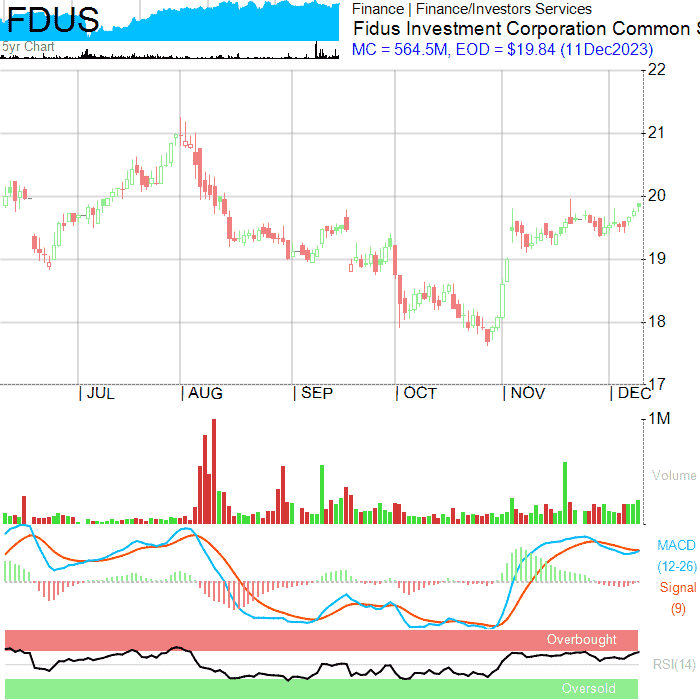 FDUS
5yr Chart
Finance | Finance/Investors Services
Fidus Investment Corporation Common S
MC = 564.5M, EOD = $19.84 (11Dec2023)
22
21
20
19
18
17
JUL
AUG
SEP
OCT
NOV
DEC
1M
Volume
MACD
(12-26)
Signal
(9)
Overbought
RSI(14)
Oversold